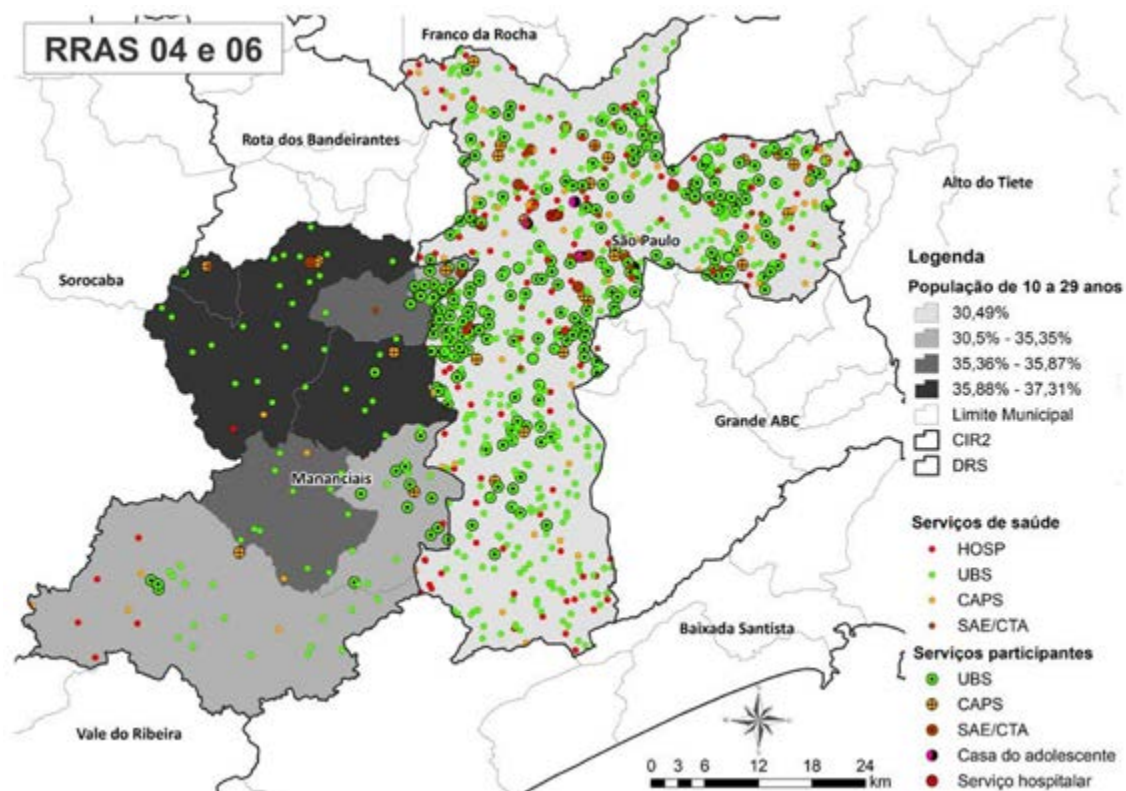 RRAS 04 e 06
Franco da Rocha
Rota dos Bandeirantes
Alto do Tiete
São Paulo
Sorocaba
Grande ABC
Mananciais
Baixada Santista
Vale do Ribeira
Legenda
População de 10 a 29 anos
30,49%
30,5% - 35,35%
35,36% - 35,87%
35,88% - 37,31%
Limite Municipal
CIR2
DRS
Serviços de saúde
HOSP
UBS
CAPS
SAE/CTA
Serviços participantes
UBS
CAPS
SAE/CTA
Casa do adolescente
Serviço hospitalar
0 3 6 12 18 24
km